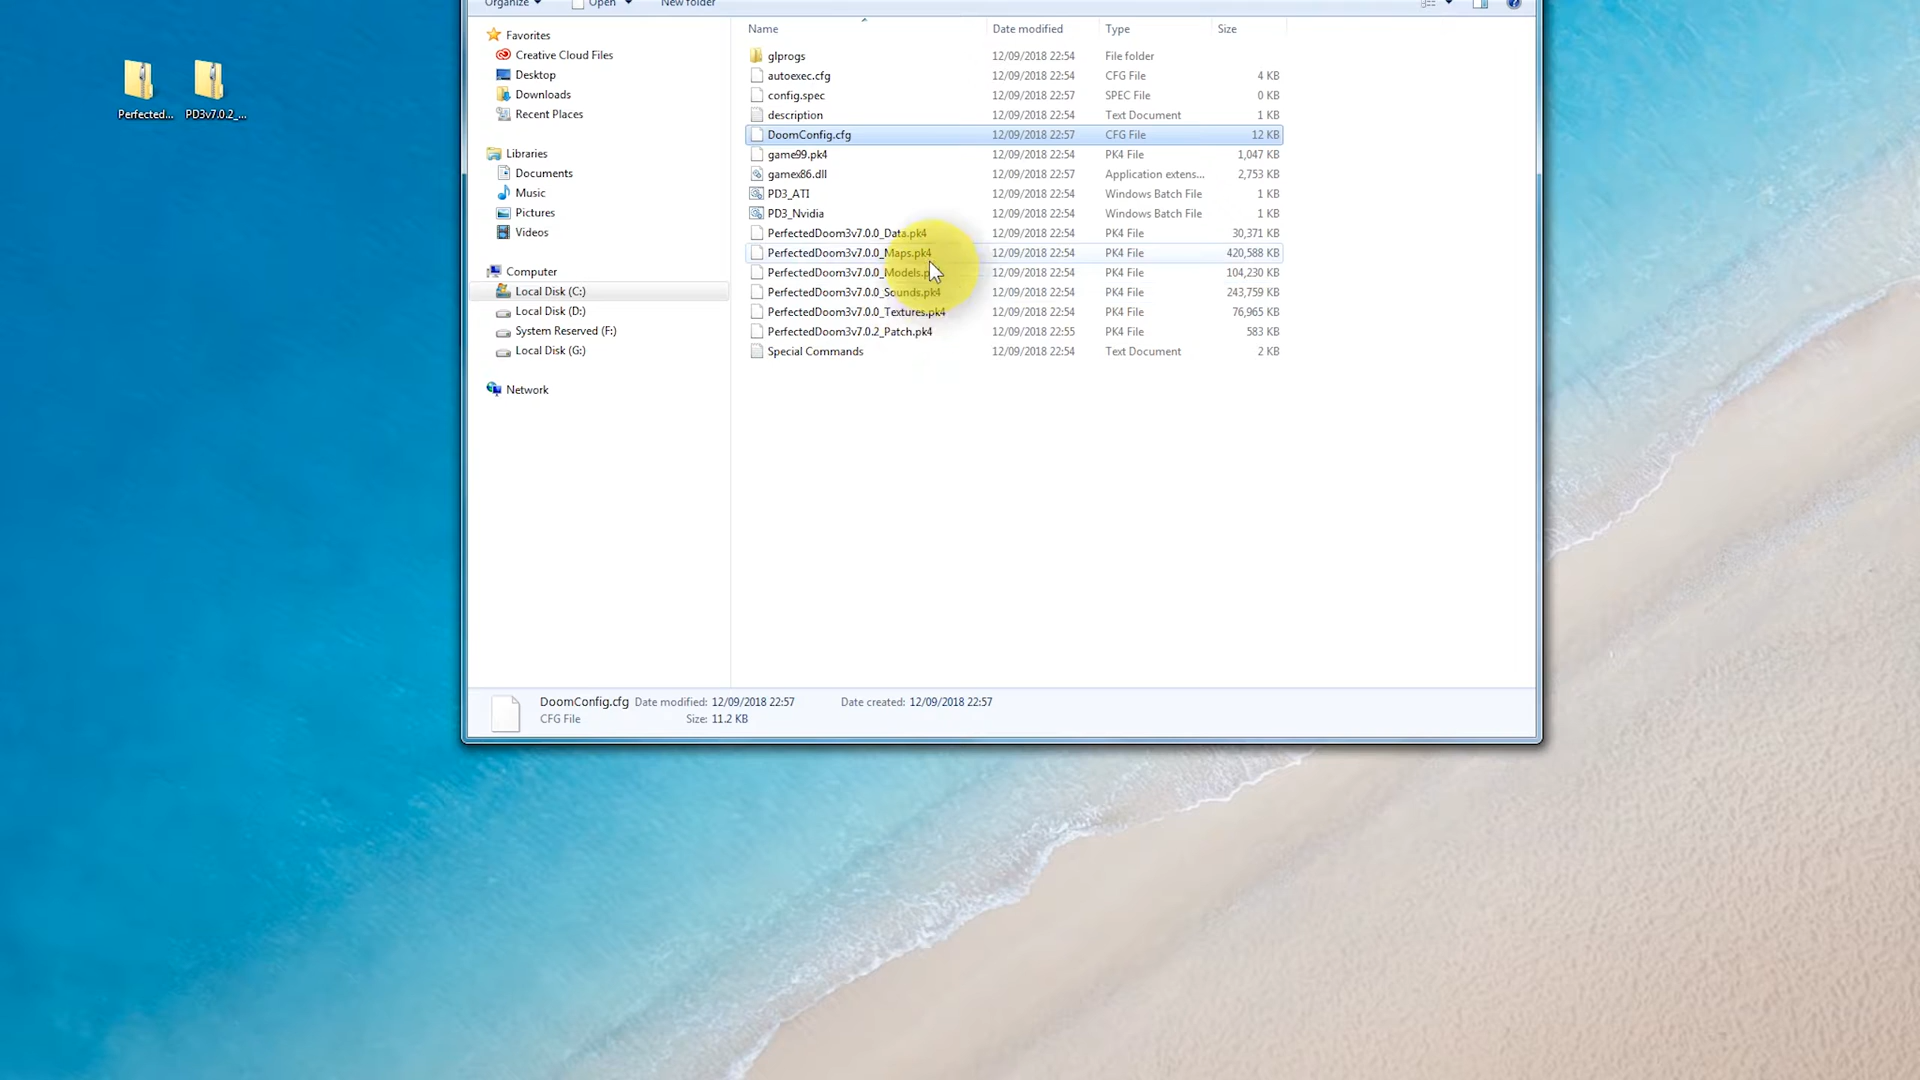 Organize Open New folder
Name Date modified Type Size
Favorites
Creative Cloud Files
Desktop
Downloads
Recent Places
Libraries
Documents
Music
Pictures
Videos
Computer
Local Disk (C:)
Local Disk (D:)
System Reserved (F:)
Local Disk (G:)
Network
glprogs 12/09/2018 22:54 File folder
autoexec.cfg 12/09/2018 22:54 CFG File 4 KB
config.spec 12/09/2018 22:57 SPEC File 0 KB
description 12/09/2018 22:54 Text Document 1 KB
DoomConfig.cfg 12/09/2018 22:57 CFG File 12 KB
game99.pk4 12/09/2018 22:54 PK4 File 1,047 KB
gamex86.dll 12/09/2018 22:57 Application extens... 2,753 KB
PD3_ATI 12/09/2018 22:54 Windows Batch File 1 KB
PD3_Nvidia 12/09/2018 22:54 Windows Batch File 1 KB
PerfectedDoom3v7.0.0_Data.pk4 12/09/2018 22:54 PK4 File 30,371 KB
PerfectedDoom3v7.0.0_Maps.pk4 12/09/2018 22:54 PK4 File 420,588 KB
PerfectedDoom3v7.0.0_Models.p 12/09/2018 22:54 PK4 File 104,230 KB
PerfectedDoom3v7.0.0_Sounds.pk4 12/09/2018 22:54 PK4 File 243,759 KB
PerfectedDoom3v7.0.0_Textures.pk4 12/09/2018 22:54 PK4 File 76,965 KB
PerfectedDoom3v7.0.2_Patch.pk4 12/09/2018 22:55 PK4 File 583 KB
Special Commands 12/09/2018 22:54 Text Document 2 KB
DoomConfig.cfg Date modified: 12/09/2018 22:57 Date created: 12/09/2018 22:57
CFG File Size: 11.2 KB
Perfected... PD3v7.0.2_...